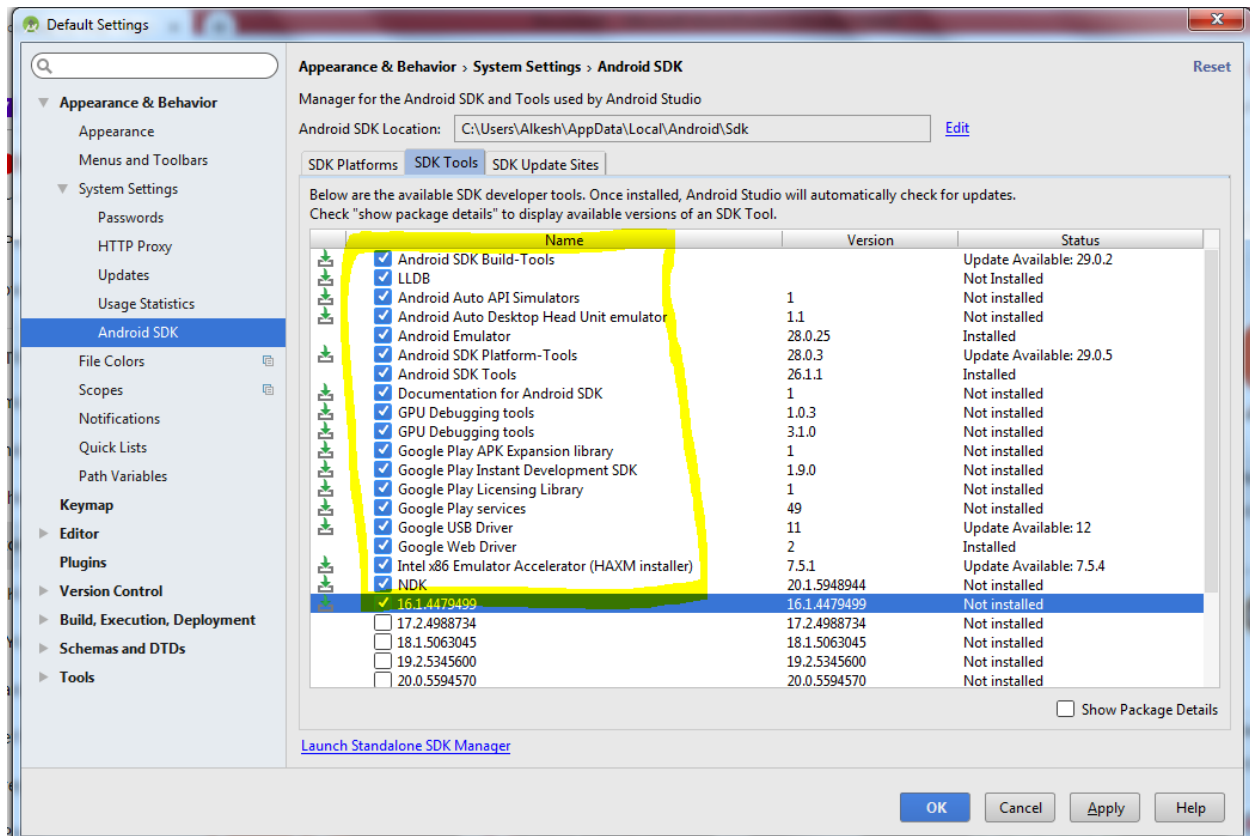 Default Settings
Appearance & Behavior › System Settings › Android SDK
Reset
Appearance & Behavior
Appearance
Menus and Toolbars
System Settings
Passwords
HTTP Proxy
Updates
Usage Statistics
Android SDK
File Colors
Scopes
Notifications
Quick Lists
Path Variables
Keymap
Editor
Plugins
Version Control
Build, Execution, Deployment
Schemas and DTDs
Tools
Manager for the Android SDK and Tools used by Android Studio
Android SDK Location: C:\Users\Alkesh\AppData\Local\Android\Sdk Edit
SDK Platforms SDK Tools SDK Update Sites
Below are the available SDK developer tools. Once installed, Android Studio will automatically check for updates.
Check "show package details" to display available versions of an SDK Tool.
Name Version Status
Android SDK Build-Tools Update Available: 29.0.2
LLDB Not Installed
Android Auto API Simulators 1 Not installed
Android Auto Desktop Head Unit emulator 1.1 Not installed
Android Emulator 28.0.25 Installed
Android SDK Platform-Tools 28.0.3 Update Available: 29.0.5
Android SDK Tools 26.1.1 Installed
Documentation for Android SDK 1 Not installed
GPU Debugging tools 1.0.3 Not installed
GPU Debugging tools 3.1.0 Not installed
Google Play APK Expansion library 1 Not installed
Google Play Instant Development SDK 1.9.0 Not installed
Google Play Licensing Library 1 Not installed
Google Play services 49 Not installed
Google USB Driver 11 Update Available: 12
Google Web Driver 2 Installed
Intel x86 Emulator Accelerator (HAXM installer) 7.5.1 Update Available: 7.5.4
NDK 20.1.5948944 Not installed
16.1.4479499 16.1.4479499 Not installed
17.2.4988734 17.2.4988734 Not installed
18.1.5063045 18.1.5063045 Not installed
19.2.5345600 19.2.5345600 Not installed
20.0.5594570 20.0.5594570 Not installed
Show Package Details
Launch Standalone SDK Manager
OK Cancel Apply Help